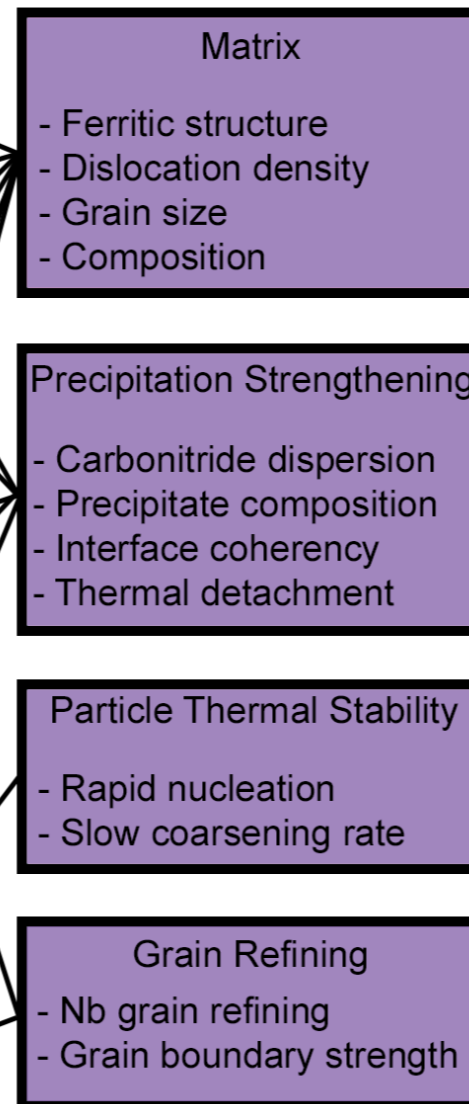 Matrix
- Ferritic structure
- Dislocation density
- Grain size
- Composition
Precipitation Strengthening
- Carbonitride dispersion
- Precipitate composition
- Interface coherency
- Thermal detachment
Particle Thermal Stability
- Rapid nucleation
- Slow coarsening rate
Grain Refining
- Nb grain refining
- Grain boundary strength